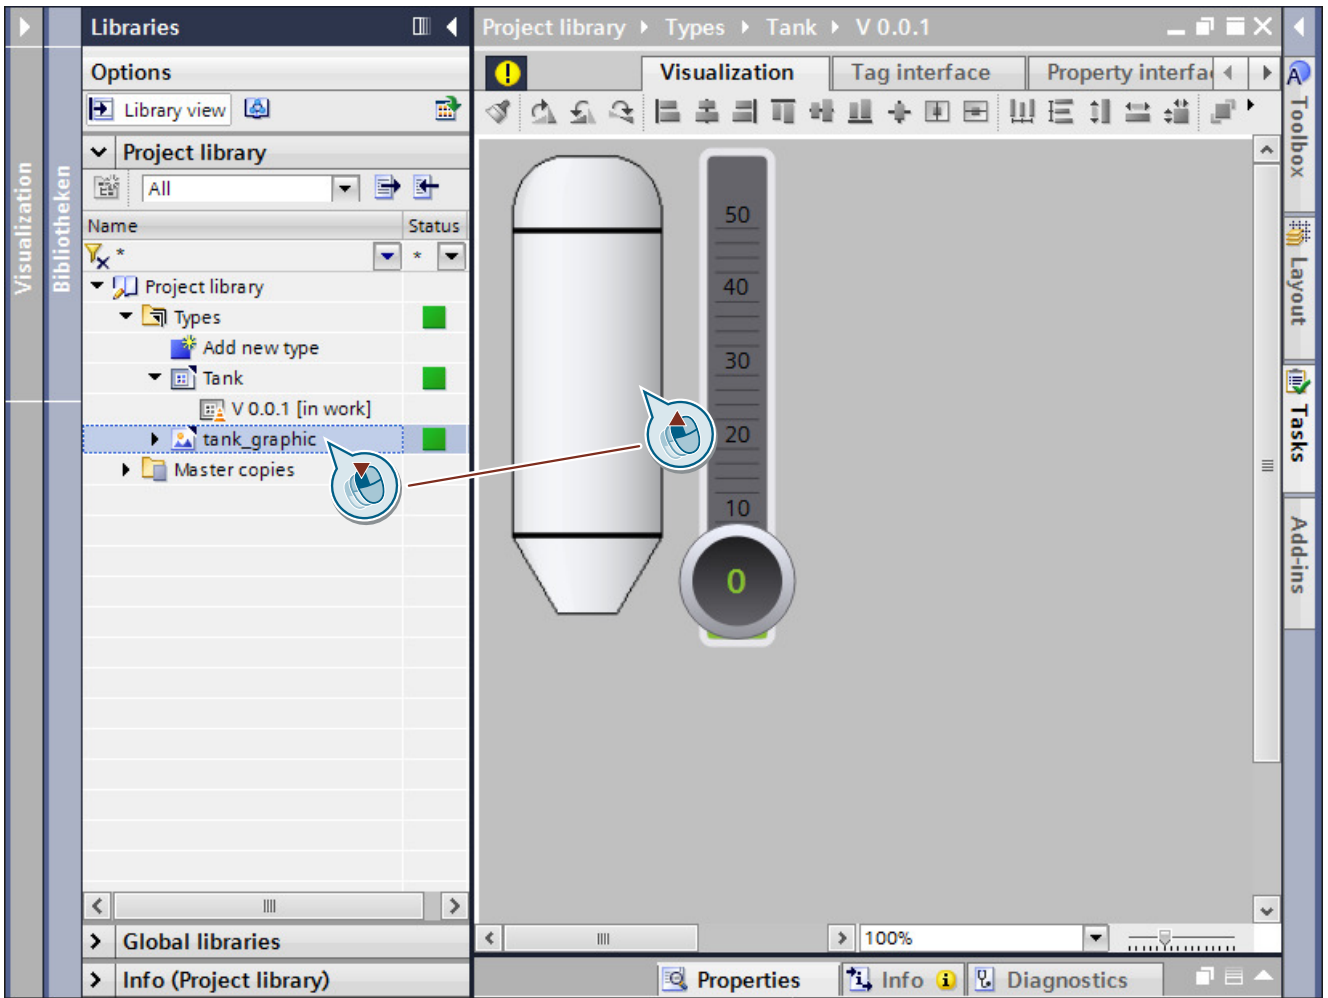 Visualization
Bibliotheken
Libraries
Options
Library view
Project library
All
Name Status
* *
Project library
Types
Add new type
Tank
V 0.0.1 [in work]
tank_graphic
Master copies
Global libraries
Info (Project library)
Project library Types Tank V 0.0.1
Visualization Tag interface Property interfa
50
40
30
20
10
0
100%
Properties Info Diagnostics
Toolbox
Layout
Tasks
Add-ins